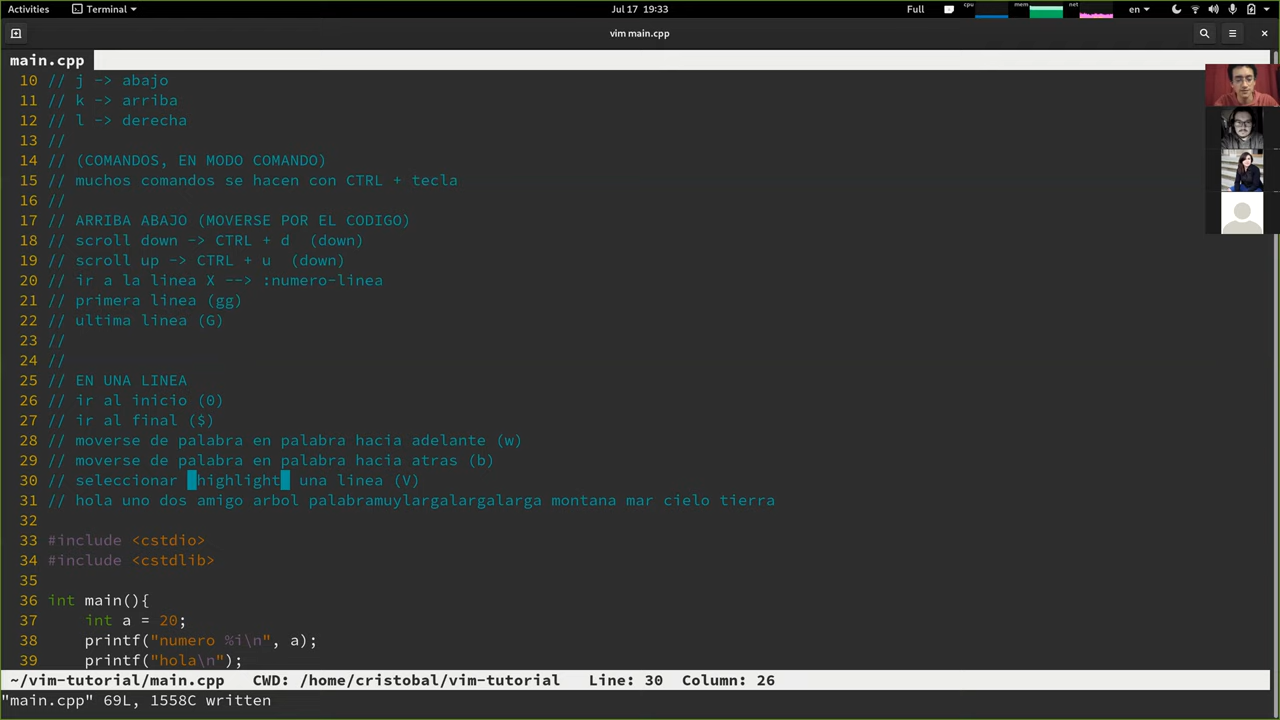 Activities Terminal Jul 17 19:33 Full cpu mem net en
vim main.cpp
main.cpp
10 // j -> abajo
11 // k -> arriba
12 // l -> derecha
13 //
14 // (COMANDOS, EN MODO COMANDO)
15 // muchos comandos se hacen con CTRL + tecla
16 //
17 // ARRIBA ABAJO (MOVERSE POR EL CODIGO)
18 // scroll down -> CTRL + d  (down)
19 // scroll up -> CTRL + u  (down)
20 // ir a la linea X --> :numero-linea
21 // primera linea (gg)
22 // ultima linea (G)
23 //
24 //
25 // EN UNA LINEA
26 // ir al inicio (0)
27 // ir al final ($)
28 // moverse de palabra en palabra hacia adelante (w)
29 // moverse de palabra en palabra hacia atras (b)
30 // seleccionar (highlight) una linea (V)
31 // hola uno dos amigo arbol palabramuylargalargalarga montana mar cielo tierra
32
33 #include <cstdio>
34 #include <cstdlib>
35
36 int main(){
37     int a = 20;
38     printf("numero %i\n", a);
39     printf("hola\n");
~/vim-tutorial/main.cpp CWD: /home/cristobal/vim-tutorial Line: 30 Column: 26
"main.cpp" 69L, 1558C written